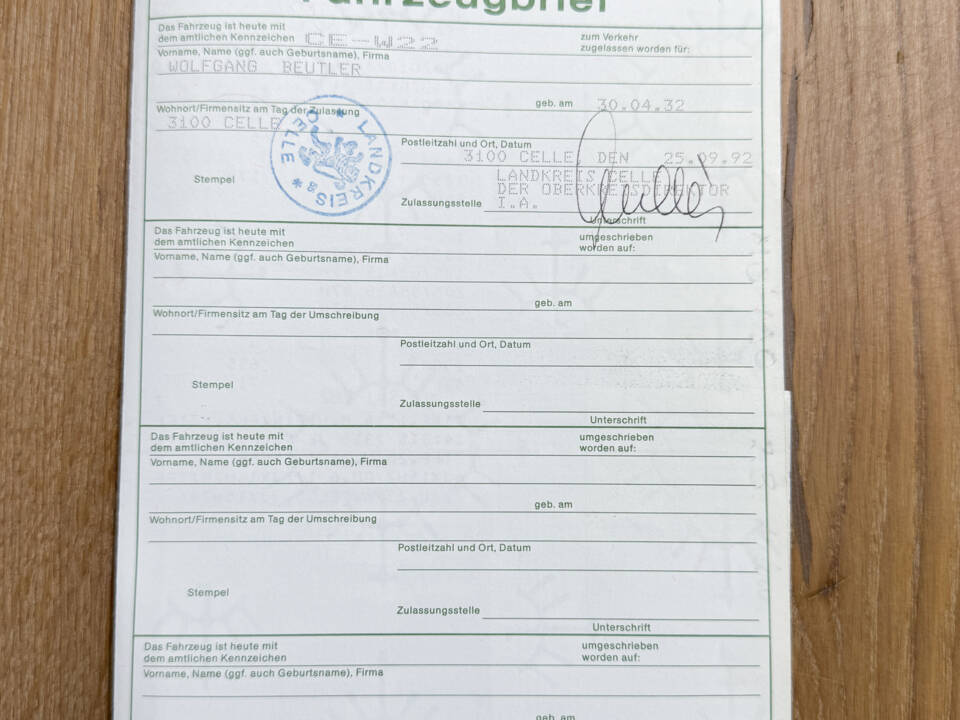 Fahrzeugbrief
Das Fahrzeug ist heute mit
dem amtlichen Kennzeichen CE-W22
zum Verkehr
zugelassen worden für:
Vorname, Name (ggf. auch Geburtsname), Firma
WOLFGANG BEUTLER
geb. am 30.04.32
Wohnort/Firmensitz am Tag der Zulassung
3100 CELLE
Postleitzahl und Ort, Datum
3100 CELLE, DEN 25.09.92
LANDKREIS CELLE
DER OBERKREISDIREKTOR
Stempel
LANDKREIS CELLE
8
Zulassungsstelle I.A.
Unterschrift
Das Fahrzeug ist heute mit
dem amtlichen Kennzeichen
umgeschrieben
worden auf:
Vorname, Name (ggf. auch Geburtsname), Firma
geb. am
Wohnort/Firmensitz am Tag der Umschreibung
Postleitzahl und Ort, Datum
Stempel
Zulassungsstelle
Unterschrift
Das Fahrzeug ist heute mit
dem amtlichen Kennzeichen
umgeschrieben
worden auf:
Vorname, Name (ggf. auch Geburtsname), Firma
geb. am
Wohnort/Firmensitz am Tag der Umschreibung
Postleitzahl und Ort, Datum
Stempel
Zulassungsstelle
Unterschrift
Das Fahrzeug ist heute mit
dem amtlichen Kennzeichen
umgeschrieben
worden auf:
Vorname, Name (ggf. auch Geburtsname), Firma
geb. am